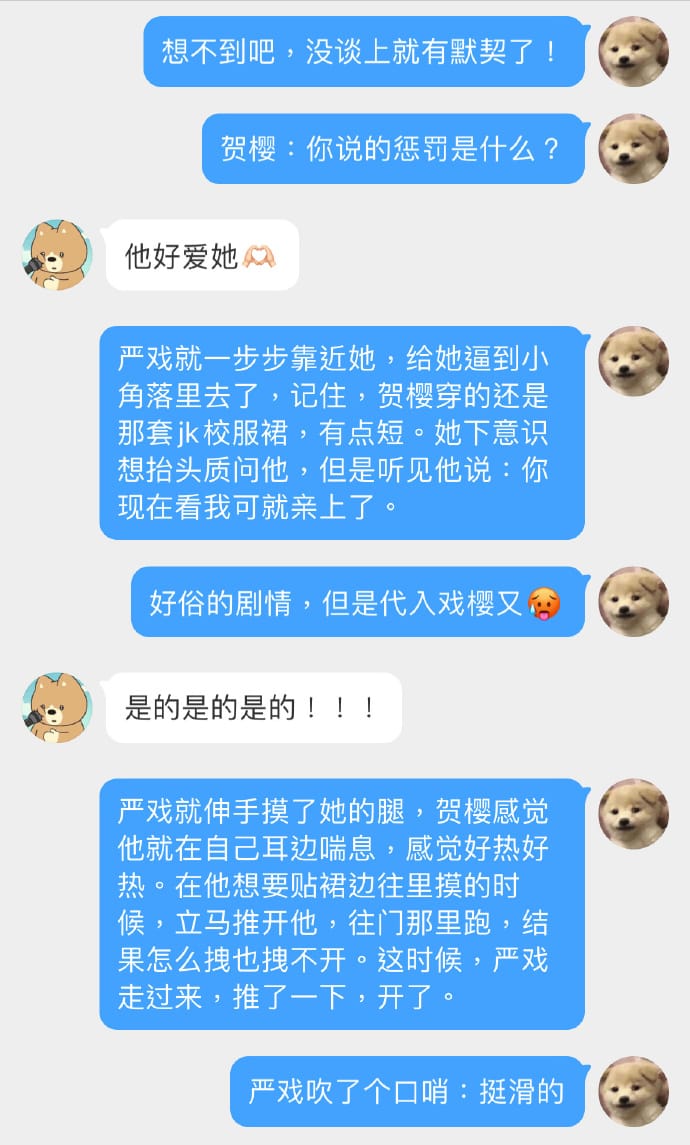 想不到吧，没谈上就有默契了！
贺樱：你说的惩罚是什么？
他好爱她🫶🏻
严戏就一步步靠近她，给她逼到小
角落里去了，记住，贺樱穿的还是
那套jk校服裙，有点短。她下意识
想抬头质问他，但是听见他说：你
现在看我可就亲上了。
好俗的剧情，但是代入戏樱又🥵
是的是的是的！！！
严戏就伸手摸了她的腿，贺樱感觉
他就在自己耳边喘息，感觉好热好
热。在他想要贴裙边往里摸的时
候，立马推开他，往门那里跑，结
果怎么拽也拽不开。这时候，严戏
走过来，推了一下，开了。
严戏吹了个口哨：挺滑的